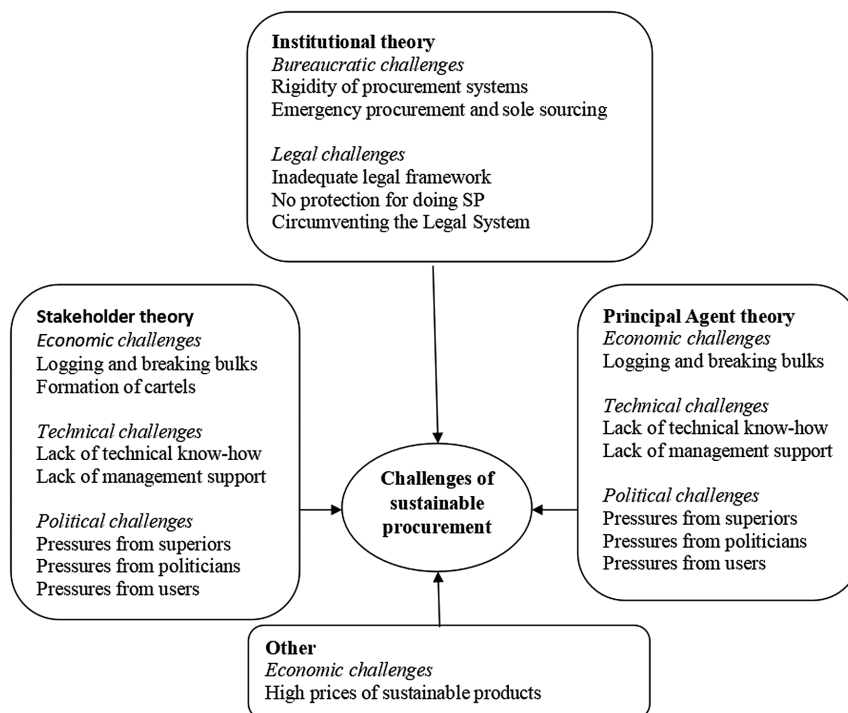 Institutional theory
Bureaucratic challenges
Rigidity of procurement systems
Emergency procurement and sole sourcing
Legal challenges
Inadequate legal framework
No protection for doing SP
Circumventing the Legal System
Stakeholder theory
Economic challenges
Logging and breaking bulks
Formation of cartels
Technical challenges
Lack of technical know-how
Lack of management support
Political challenges
Pressures from superiors
Pressures from politicians
Pressures from users
Challenges of
sustainable
procurement
Principal Agent theory
Economic challenges
Logging and breaking bulks
Technical challenges
Lack of technical know-how
Lack of management support
Political challenges
Pressures from superiors
Pressures from politicians
Pressures from users
Other
Economic challenges
High prices of sustainable products